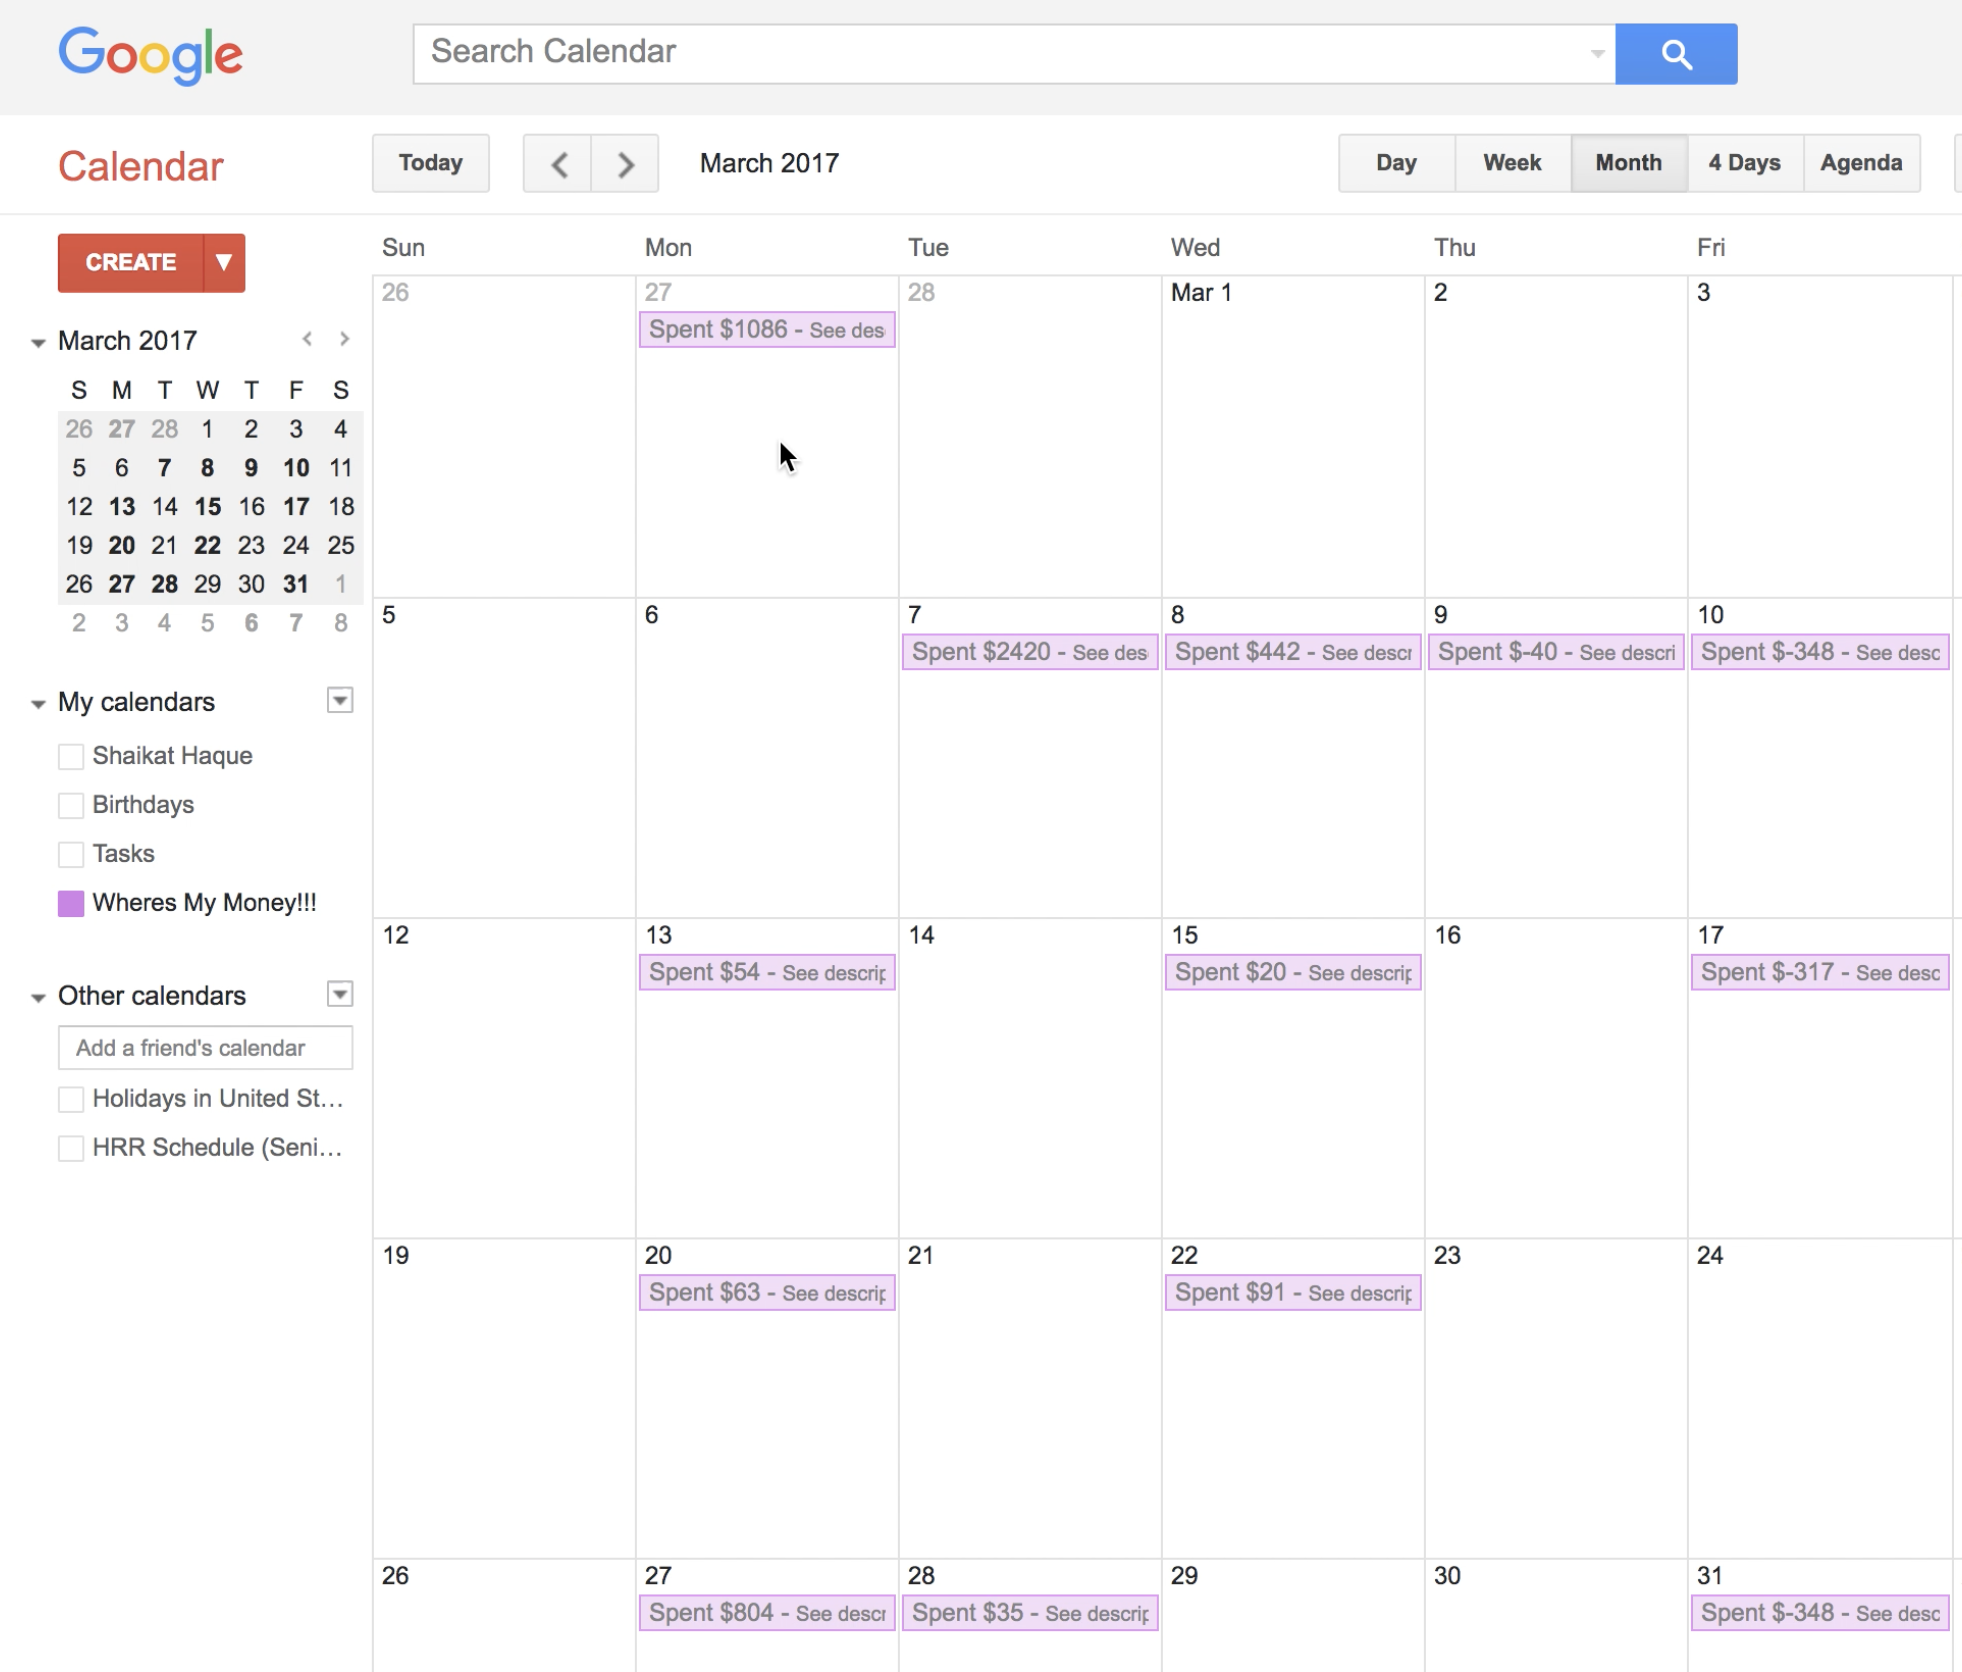 Google
Search Calendar
Calendar
Today
March 2017
Day Week Month 4 Days Agenda
CREATE
March 2017
S M T W T F S
26 27 28 1 2 3 4
5 6 7 8 9 10 11
12 13 14 15 16 17 18
19 20 21 22 23 24 25
26 27 28 29 30 31 1
2 3 4 5 6 7 8
My calendars
Shaikat Haque
Birthdays
Tasks
Wheres My Money!!!
Other calendars
Add a friend's calendar
Holidays in United St...
HRR Schedule (Seni...
Sun Mon Tue Wed Thu Fri
26 27 28 Mar 1 2 3
Spent $1086 - See des
5 6 7 8 9 10
Spent $2420 - See des Spent $442 - See descr Spent $-40 - See descri Spent $-348 - See desc
12 13 14 15 16 17
Spent $54 - See descrip Spent $20 - See descrip Spent $-317 - See desc
19 20 21 22 23 24
Spent $63 - See descrip Spent $91 - See descrip
26 27 28 29 30 31
Spent $804 - See descr Spent $35 - See descrip Spent $-348 - See desc